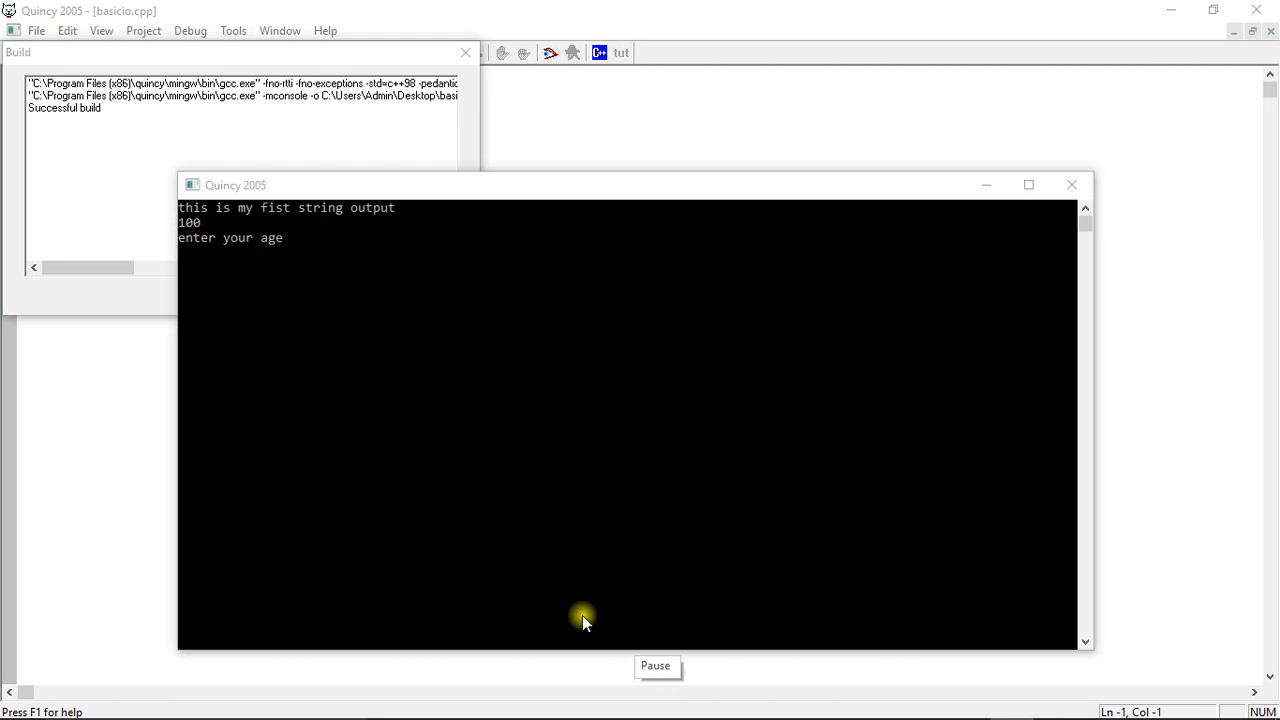 Quincy 2005 - [basicio.cpp]
File Edit View Project Debug Tools Window Help
Build
C++ tut
"C:\Program Files (x86)\quincy\mingw\bin\gcc.exe" -fno-rtti -fno-exceptions -std=c++98 -pedantic
"C:\Program Files (x86)\quincy\mingw\bin\gcc.exe" -mconsole -o C:\Users\Admin\Desktop\basi
Successful build
Quincy 2005
this is my fist string output
100
enter your age
Pause
Press F1 for help
Ln -1, Col -1
NUM